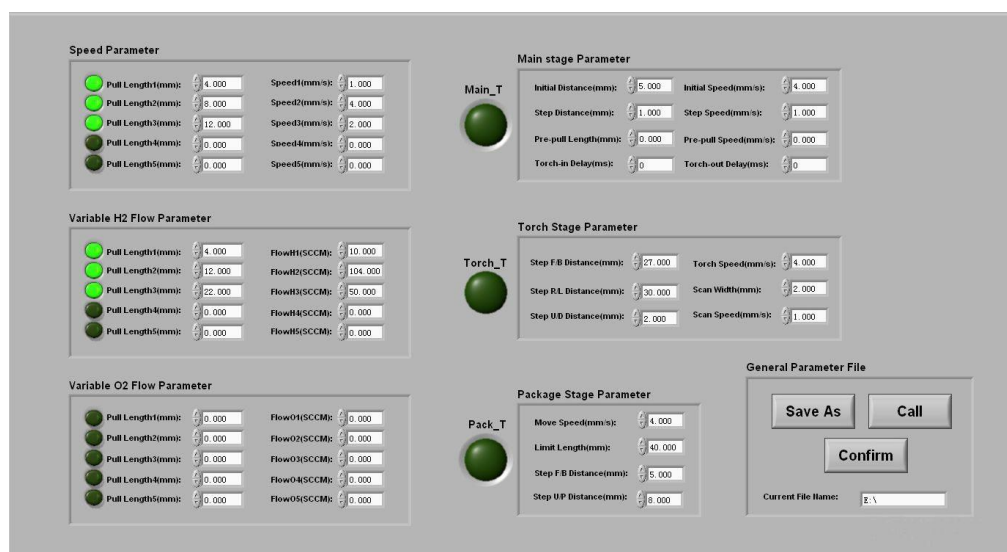 Speed Parameter
Pull Length1(mm): 4.000 Speed1(mm/s): 1.000
Pull Length2(mm): 8.000 Speed2(mm/s): 4.000
Pull Length3(mm): 12.000 Speed3(mm/s): 2.000
Pull Length4(mm): 0.000 Speed4(mm/s): 0.000
Pull Length5(mm): 0.000 Speed5(mm/s): 0.000
Variable H2 Flow Parameter
Pull Length1(mm): 4.000 FlowH1(SCCM): 10.000
Pull Length2(mm): 12.000 FlowH2(SCCM): 104.000
Pull Length3(mm): 22.000 FlowH3(SCCM): 50.000
Pull Length4(mm): 0.000 FlowH4(SCCM): 0.000
Pull Length5(mm): 0.000 FlowH5(SCCM): 0.000
Variable O2 Flow Parameter
Pull Length1(mm): 0.000 FlowO1(SCCM): 0.000
Pull Length2(mm): 0.000 FlowO2(SCCM): 0.000
Pull Length3(mm): 0.000 FlowO3(SCCM): 0.000
Pull Length4(mm): 0.000 FlowO4(SCCM): 0.000
Pull Length5(mm): 0.000 FlowO5(SCCM): 0.000
Main_T
Main stage Parameter
Initial Distance(mm): 5.000 Initial Speed(mm/s): 4.000
Step Distance(mm): 1.000 Step Speed(mm/s): 1.000
Pre-pull Length(mm): 0.000 Pre-pull Speed(mm/s): 0.000
Torch-in Delay(ms): 0 Torch-out Delay(ms): 0
Torch_T
Torch Stage Parameter
Step F/B Distance(mm): 27.000 Torch Speed(mm/s): 4.000
Step R/L Distance(mm): 30.000 Scan Width(mm): 2.000
Step U/D Distance(mm): 2.000 Scan Speed(mm/s): 1.000
Pack_T
Package Stage Parameter
Move Speed(mm/s): 4.000
Limit Length(mm): 40.000
Step F/B Distance(mm): 5.000
Step U/P Distance(mm): 8.000
General Parameter File
Save As Call
Confirm
Current File Name: E:\